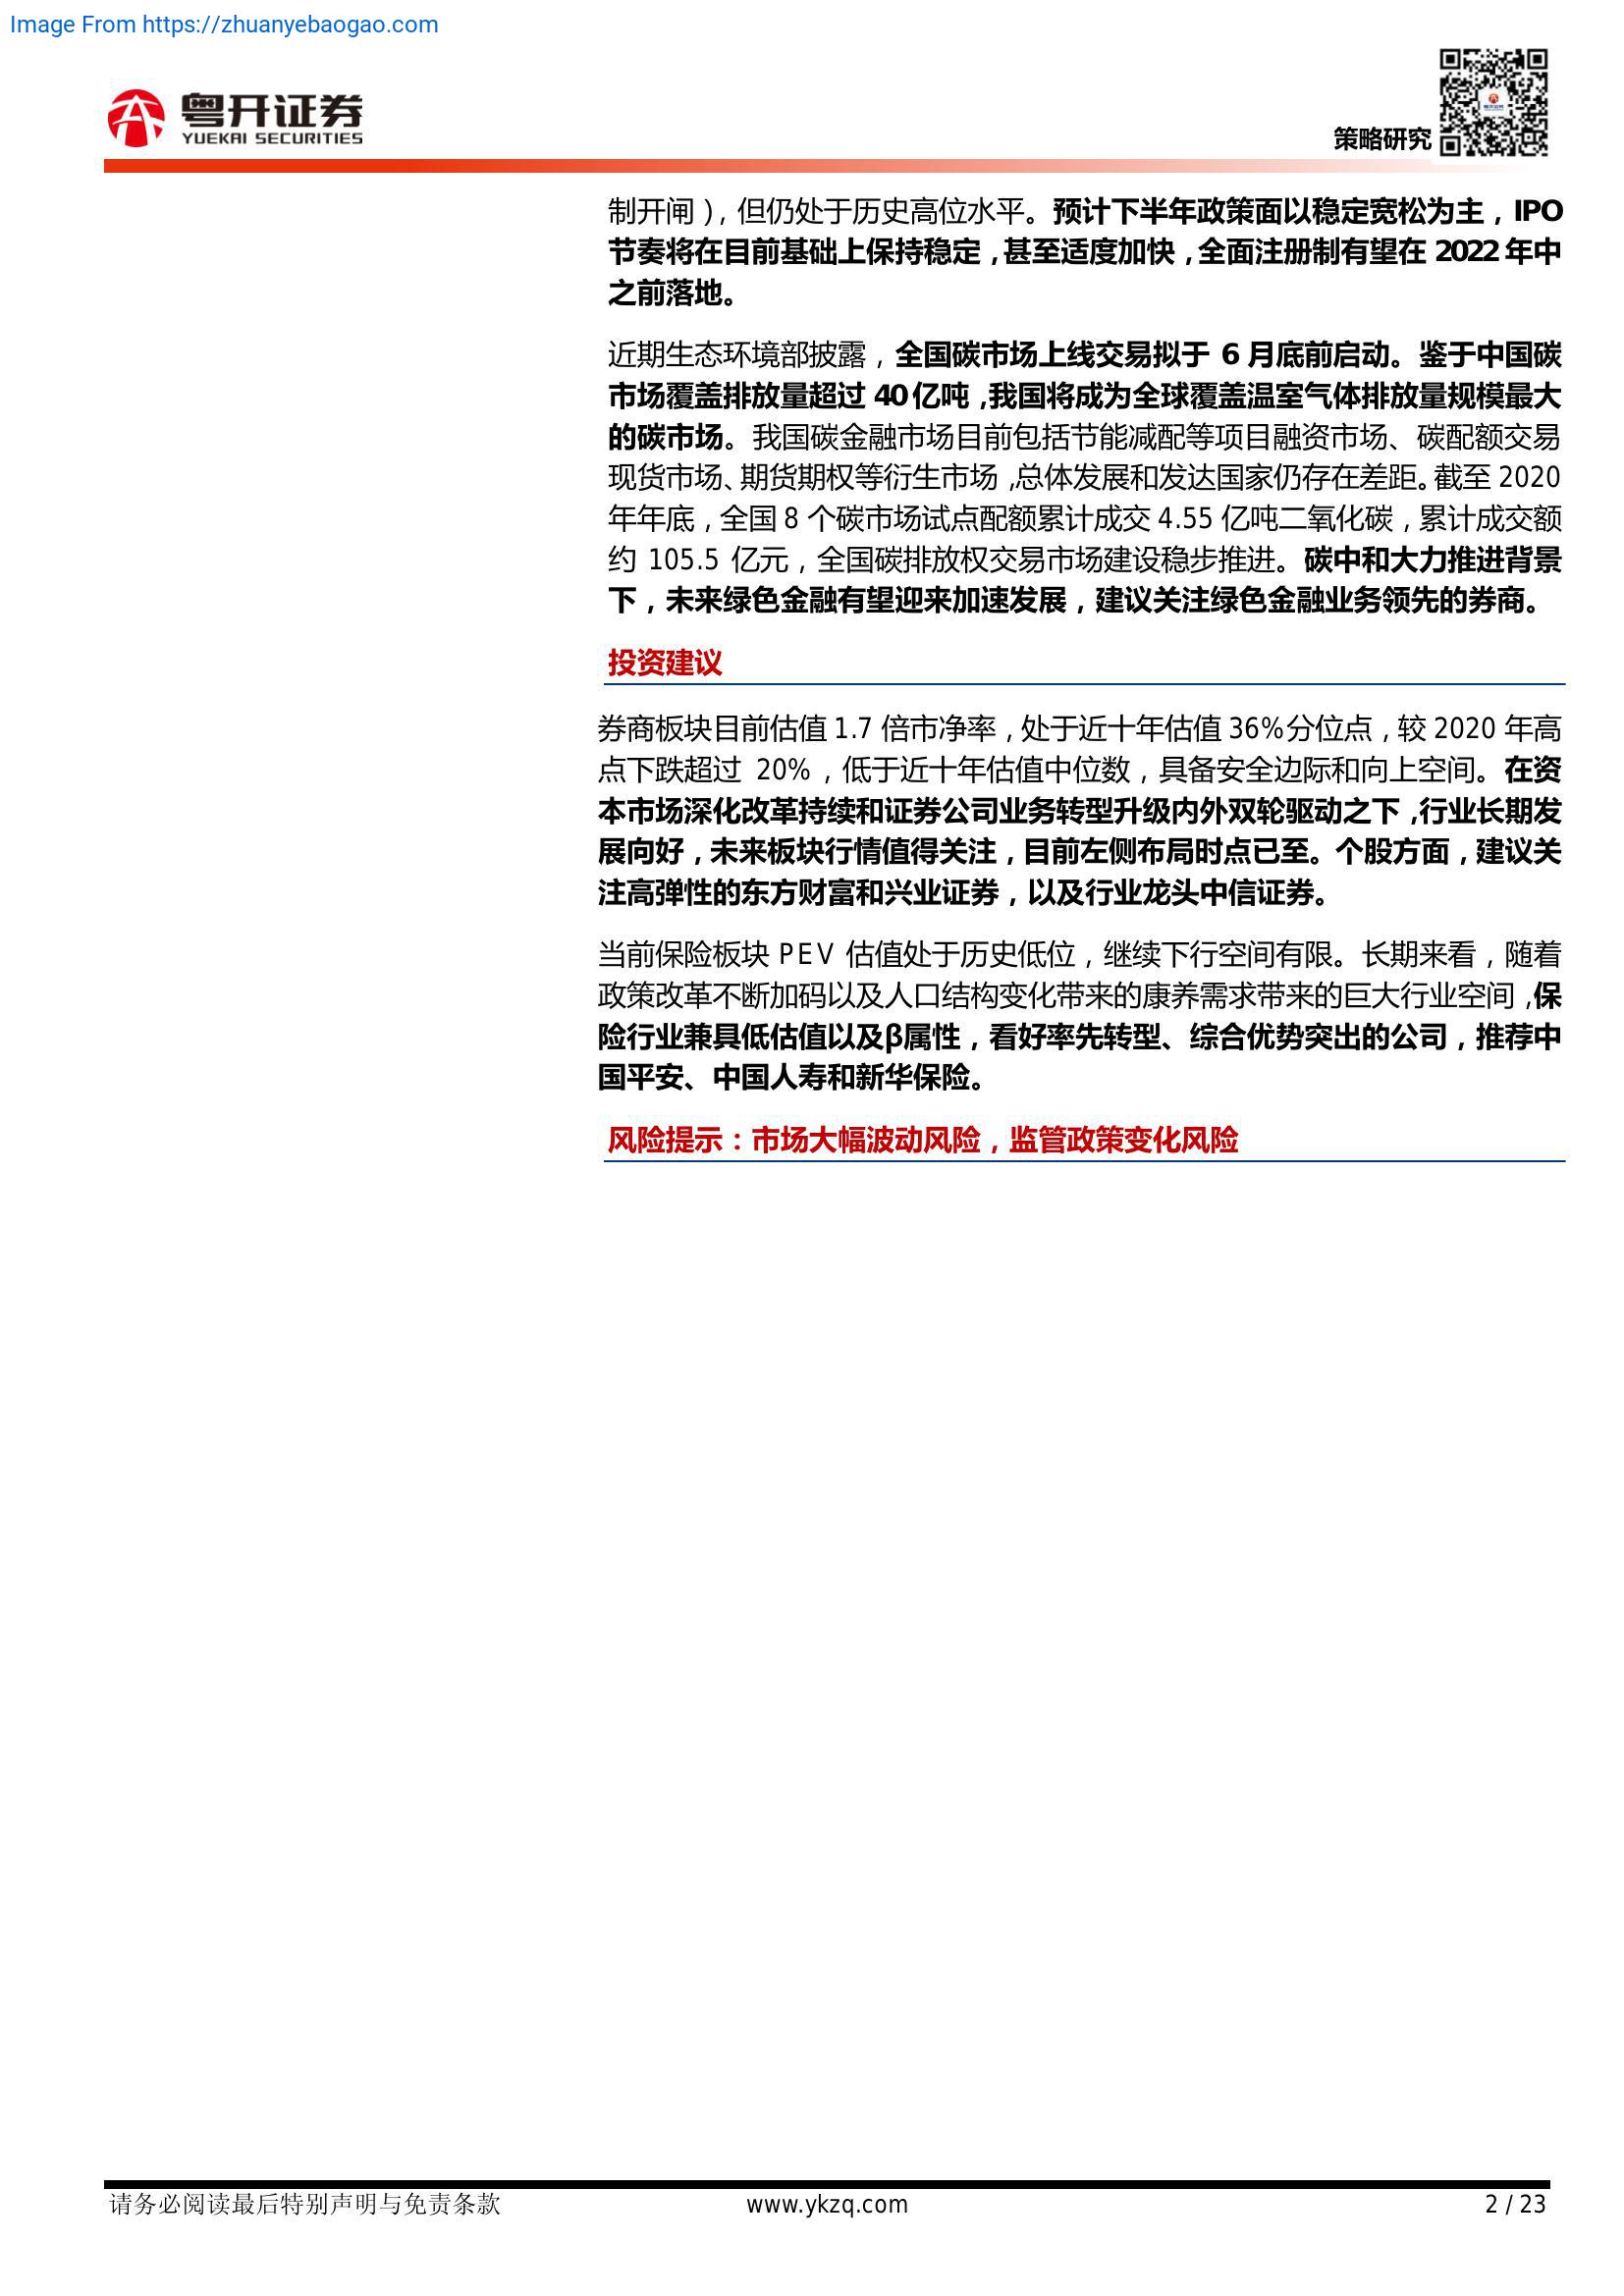 Image From https://zhuanyebaogao.com
粤开证券
YUEKAI SECURITIES
策略研究
制开闸），但仍处于历史高位水平。预计下半年政策面以稳定宽松为主，IPO
节奏将在目前基础上保持稳定，甚至适度加快，全面注册制有望在 2022 年中
之前落地。
近期生态环境部披露，全国碳市场上线交易拟于 6 月底前启动。鉴于中国碳
市场覆盖排放量超过 40 亿吨，我国将成为全球覆盖温室气体排放量规模最大
的碳市场。我国碳金融市场目前包括节能减配等项目融资市场、碳配额交易
现货市场、期货期权等衍生市场，总体发展和发达国家仍存在差距。截至 2020
年年底，全国 8 个碳市场试点配额累计成交 4.55 亿吨二氧化碳，累计成交额
约 105.5 亿元，全国碳排放权交易市场建设稳步推进。碳中和大力推进背景
下，未来绿色金融有望迎来加速发展，建议关注绿色金融业务领先的券商。
投资建议
券商板块目前估值 1.7 倍市净率，处于近十年估值 36%分位点，较 2020 年高
点下跌超过 20%，低于近十年估值中位数，具备安全边际和向上空间。在资
本市场深化改革持续和证券公司业务转型升级内外双轮驱动之下，行业长期发
展向好，未来板块行情值得关注，目前左侧布局时点已至。个股方面，建议关
注高弹性的东方财富和兴业证券，以及行业龙头中信证券。
当前保险板块 PEV 估值处于历史低位，继续下行空间有限。长期来看，随着
政策改革不断加码以及人口结构变化带来的康养需求带来的巨大行业空间，保
险行业兼具低估值以及β属性，看好率先转型、综合优势突出的公司，推荐中
国平安、中国人寿和新华保险。
风险提示：市场大幅波动风险，监管政策变化风险
请务必阅读最后特别声明与免责条款
www.ykzq.com
2 / 23